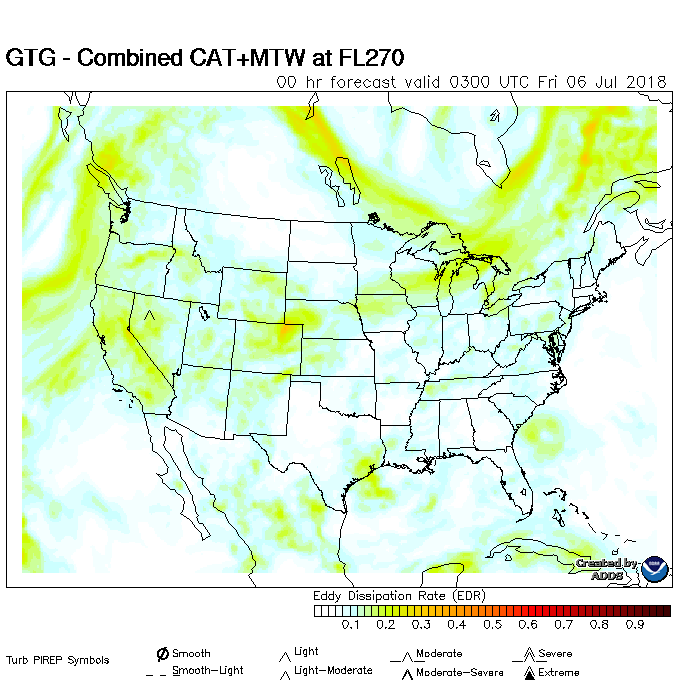 GTG - Combined CAT+MTW at FL270
00 hr forecast valid 0300 UTC Fri 06 Jul 2018
Created by
ADDS
Eddy Dissipation Rate (EDR)
0.1 0.2 0.3 0.4 0.5 0.6 0.7 0.8 0.9
Turb PIREP Symbols
Smooth Light Moderate Severe
Smooth-Light Light-Moderate Moderate-Severe Extreme